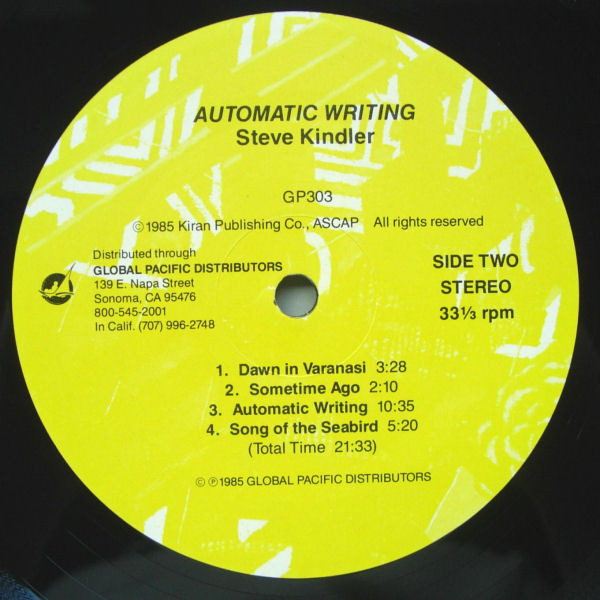 AUTOMATIC WRITING
Steve Kindler
GP303
©1985 Kiran Publishing Co., ASCAP All rights reserved
Distributed through
GLOBAL PACIFIC DISTRIBUTORS
139 E. Napa Street
Sonoma, CA 95476
800-545-2001
In Calif. (707) 996-2748
SIDE TWO
STEREO
33⅓ rpm
1. Dawn in Varanasi 3:28
2. Sometime Ago 2:10
3. Automatic Writing 10:35
4. Song of the Seabird 5:20
(Total Time 21:33)
© ℗1985 GLOBAL PACIFIC DISTRIBUTORS